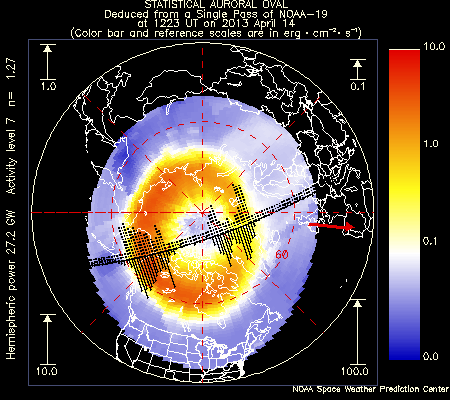 STATISTICAL AURORAL OVAL
Deduced from a Single Pass of NOAA-19
at 1223 UT on 2013 April 14
(Color bar and reference scales are in erg · cm⁻² · s⁻¹)
10.0
1.0
0.1
1.0
Hemispheric power 27.2 GW Activity level 7 n= 1.27
60
0.1
0.0
10.0
100.0
NOAA Space Weather Prediction Center